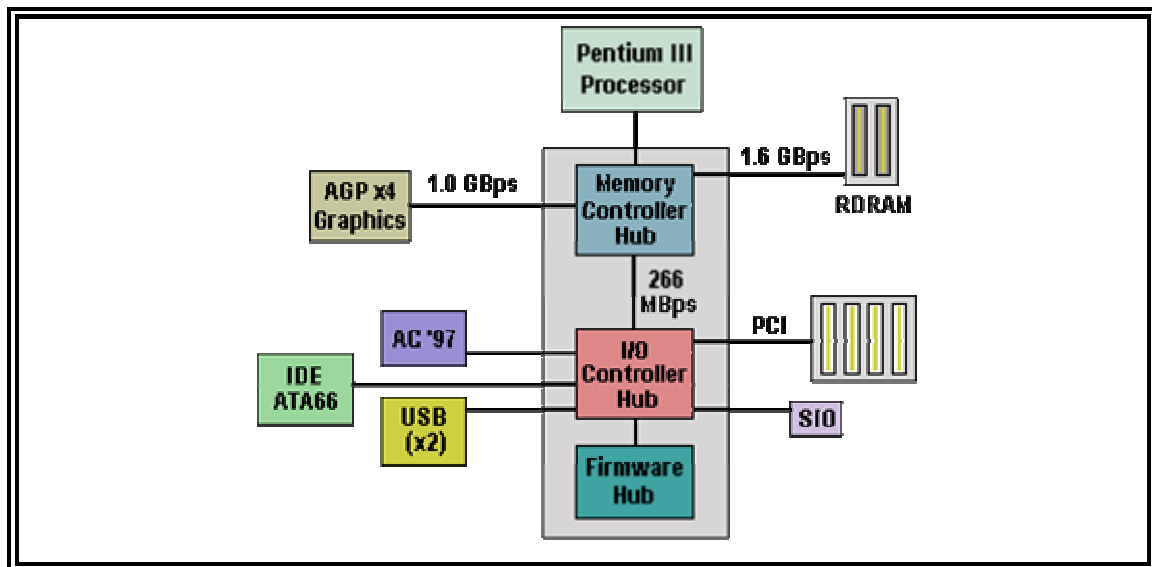 Pentium III
Processor
1.6 GBps
RDRAM
1.0 GBps
AGP x4
Graphics
Memory
Controller
Hub
266
MBps
PCI
AC '97
I/O
Controller
Hub
IDE
ATA66
USB
(x2)
SIO
Firmware
Hub